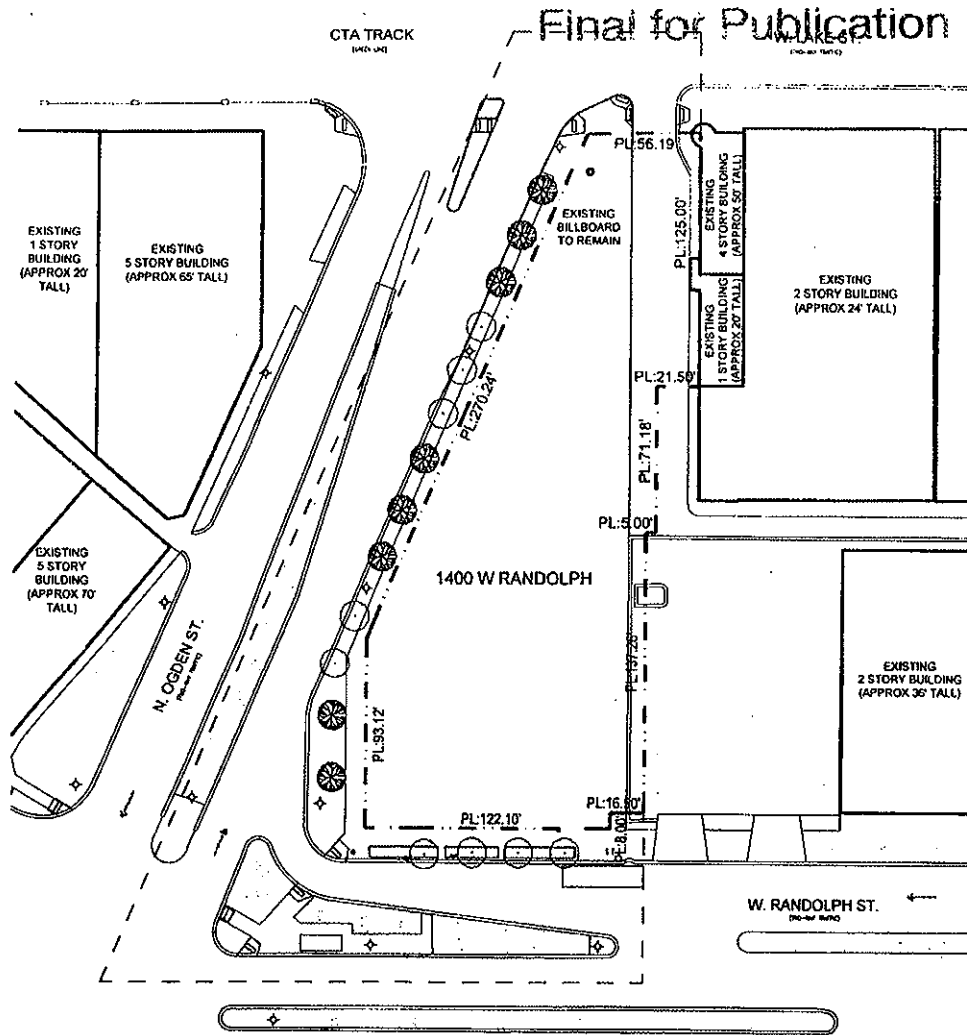 Final for Publication
CTA TRACK
W. LAKE ST.
PL:56.19
EXISTING
1 STORY
BUILDING
(APPROX 20'
TALL)
EXISTING
5 STORY BUILDING
(APPROX 65' TALL)
EXISTING
BILLBOARD
TO REMAIN
PL:125.00'
EXISTING
4 STORY BUILDING
(APPROX 50' TALL)
EXISTING
1 STORY BUILDING
(APPROX 20' TALL)
EXISTING
2 STORY BUILDING
(APPROX 24' TALL)
PL:270.24'
PL:21.50'
PL:71.18'
PL:5.00'
EXISTING
5 STORY
BUILDING
(APPROX 70'
TALL)
1400 W RANDOLPH
N. OGDEN ST.
PL:137.26'
EXISTING
2 STORY BUILDING
(APPROX 36' TALL)
PL:93.12'
PL:122.10'
PL:8.00'
W. RANDOLPH ST.